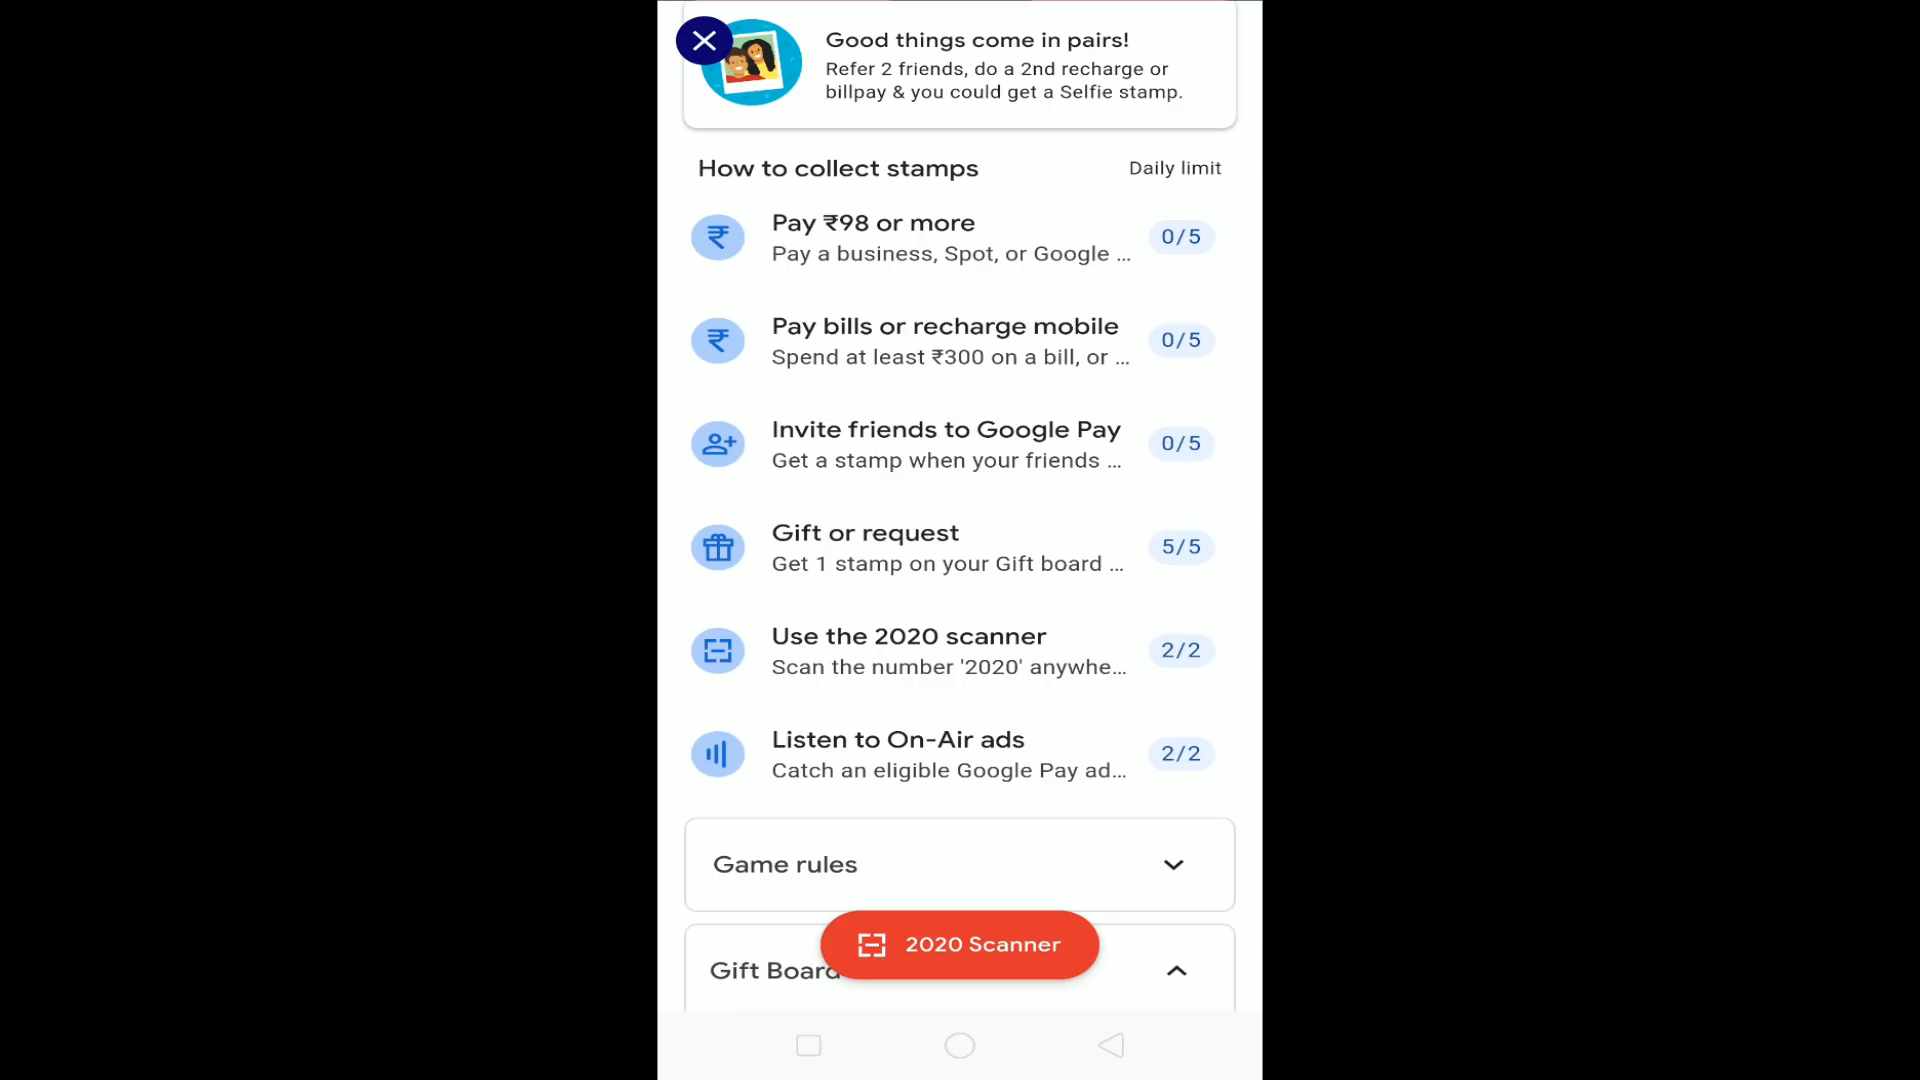 Good things come in pairs!
Refer 2 friends, do a 2nd recharge or
billpay & you could get a Selfie stamp.
How to collect stamps
Daily limit
Pay ₹98 or more
Pay a business, Spot, or Google ...
0/5
Pay bills or recharge mobile
Spend at least ₹300 on a bill, or ...
0/5
Invite friends to Google Pay
Get a stamp when your friends ...
0/5
Gift or request
Get 1 stamp on your Gift board ...
5/5
Use the 2020 scanner
Scan the number '2020' anywhe...
2/2
Listen to On-Air ads
Catch an eligible Google Pay ad...
2/2
Game rules
2020 Scanner
Gift Board